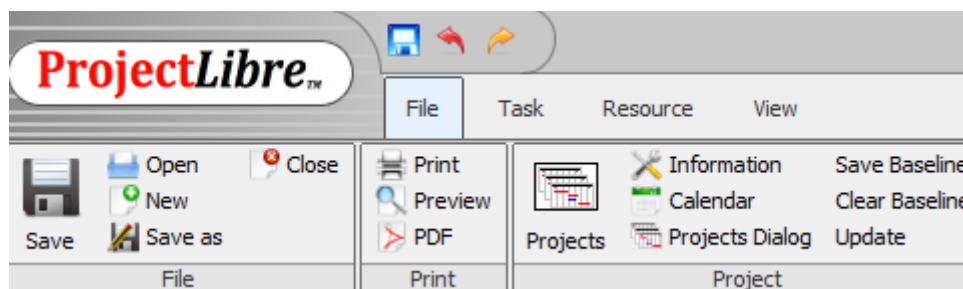 ProjectLibre™
File Task Resource View
Open Close Print Information Save Baseline
New Preview Calendar Clear Baseline
Save Save as PDF Projects Projects Dialog Update
File Print Project